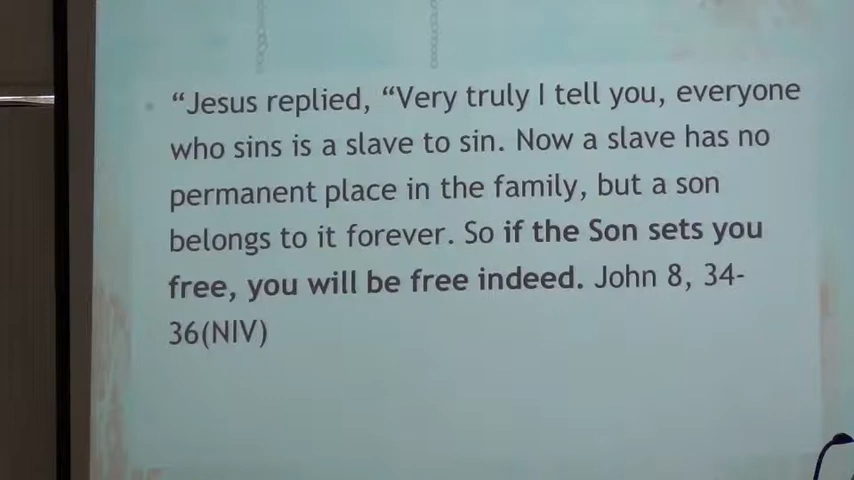 “Jesus replied, “Very truly I tell you, everyone
who sins is a slave to sin. Now a slave has no
permanent place in the family, but a son
belongs to it forever. So if the Son sets you
free, you will be free indeed. John 8, 34-
36(NIV)